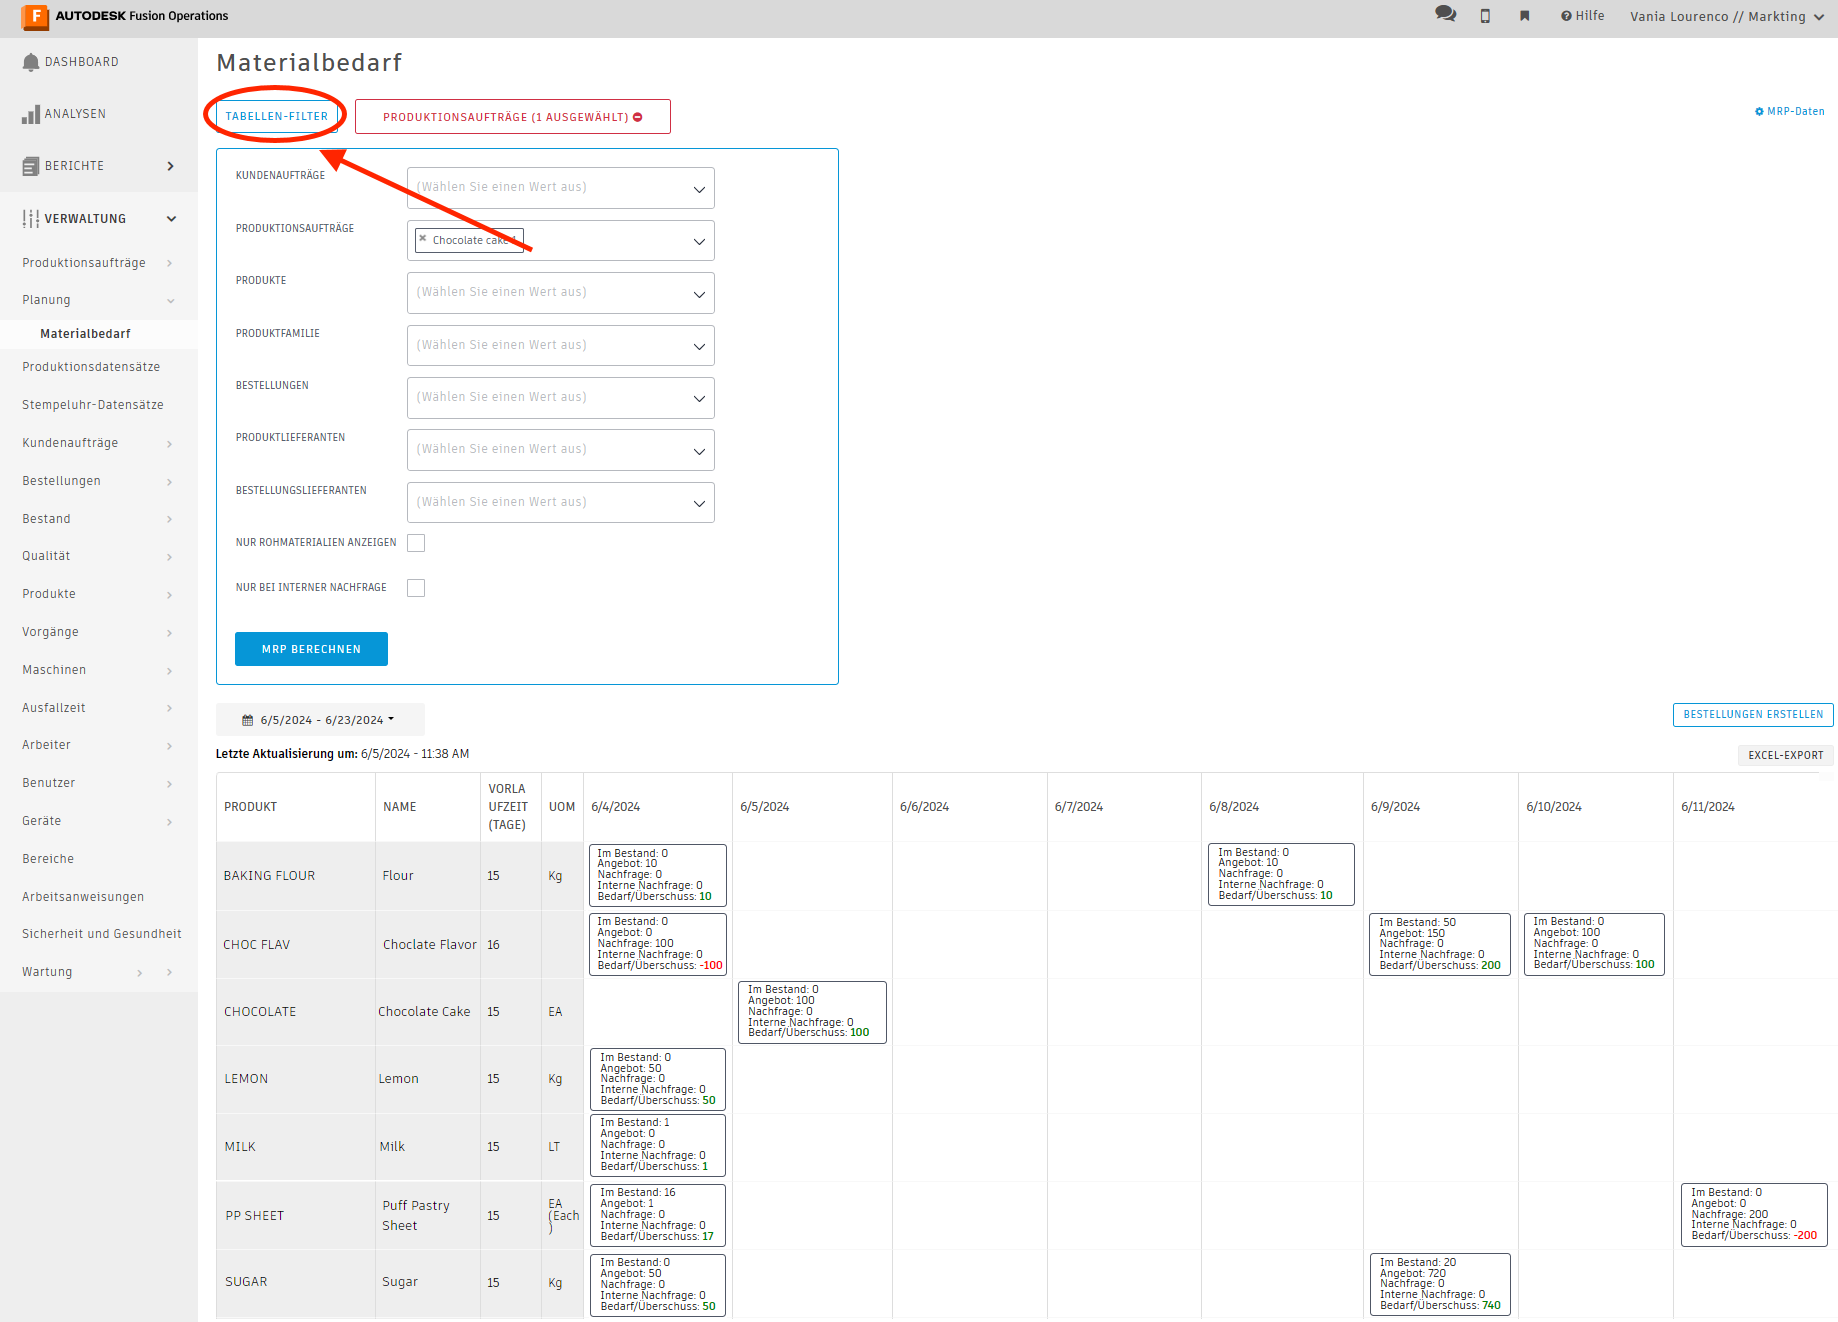 F AUTODESK Fusion Operations
Hilfe
Vania Lourenco // Markting
DASHBOARD
ANALYSEN
BERICHTE
VERWALTUNG
Produktionsaufträge
Planung
Materialbedarf
Produktionsdatensätze
Stempeluhr-Datensätze
Kundenaufträge
Bestellungen
Bestand
Qualität
Produkte
Vorgänge
Maschinen
Ausfallzeit
Arbeiter
Benutzer
Geräte
Bereiche
Arbeitsanweisungen
Sicherheit und Gesundheit
Wartung
Materialbedarf
TABELLEN-FILTER
PRODUKTIONSAUFTRÄGE (1 AUSGEWÄHLT)
MRP-Daten
KUNDENAUFTRÄGE (Wählen Sie einen Wert aus)
PRODUKTIONSAUFTRÄGE Chocolate cake
PRODUKTE (Wählen Sie einen Wert aus)
PRODUKTFAMILIE (Wählen Sie einen Wert aus)
BESTELLUNGEN (Wählen Sie einen Wert aus)
PRODUKTLIEFERANTEN (Wählen Sie einen Wert aus)
BESTELLUNGSLIEFERANTEN (Wählen Sie einen Wert aus)
NUR ROHMATERIALIEN ANZEIGEN
NUR BEI INTERNER NACHFRAGE
MRP BERECHNEN
6/5/2024 - 6/23/2024
BESTELLUNGEN ERSTELLEN
Letzte Aktualisierung um: 6/5/2024 - 11:38 AM
EXCEL-EXPORT
PRODUKT NAME VORLA UFZEIT (TAGE) UOM 6/4/2024 6/5/2024 6/6/2024 6/7/2024 6/8/2024 6/9/2024 6/10/2024 6/11/2024
BAKING FLOUR Flour 15 Kg
Im Bestand: 0
Angebot: 10
Nachfrage: 0
Interne Nachfrage: 0
Bedarf/Überschuss: 10
Im Bestand: 0
Angebot: 10
Nachfrage: 0
Interne Nachfrage: 0
Bedarf/Überschuss: 10
CHOC FLAV Choclate Flavor 16
Im Bestand: 0
Angebot: 0
Nachfrage: 100
Interne Nachfrage: 0
Bedarf/Überschuss: -100
Im Bestand: 50
Angebot: 150
Nachfrage: 0
Interne Nachfrage: 0
Bedarf/Überschuss: 200
Im Bestand: 0
Angebot: 100
Nachfrage: 0
Interne Nachfrage: 0
Bedarf/Überschuss: 100
CHOCOLATE Chocolate Cake 15 EA
Im Bestand: 0
Angebot: 100
Nachfrage: 0
Interne Nachfrage: 0
Bedarf/Überschuss: 100
LEMON Lemon 15 Kg
Im Bestand: 0
Angebot: 50
Nachfrage: 0
Interne Nachfrage: 0
Bedarf/Überschuss: 50
MILK Milk 15 LT
Im Bestand: 1
Angebot: 0
Nachfrage: 0
Interne Nachfrage: 0
Bedarf/Überschuss: 1
PP SHEET Puff Pastry Sheet 15 EA (Each )
Im Bestand: 16
Angebot: 1
Nachfrage: 0
Interne Nachfrage: 0
Bedarf/Überschuss: 17
Im Bestand: 0
Angebot: 0
Nachfrage: 200
Interne Nachfrage: 0
Bedarf/Überschuss: -200
SUGAR Sugar 15 Kg
Im Bestand: 0
Angebot: 50
Nachfrage: 0
Interne Nachfrage: 0
Bedarf/Überschuss: 50
Im Bestand: 20
Angebot: 720
Nachfrage: 0
Interne Nachfrage: 0
Bedarf/Überschuss: 740